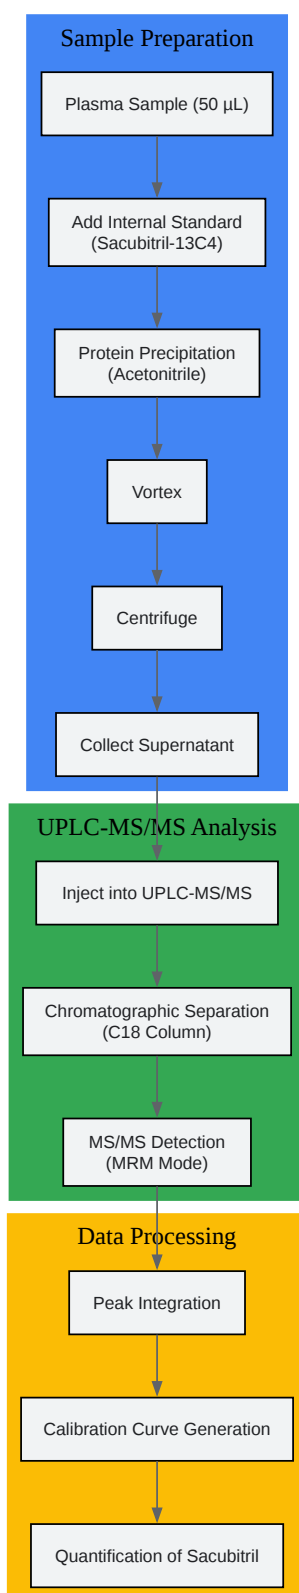 Sample Preparation
Plasma Sample (50 µL)
Add Internal Standard
(Sacubitril-13C4)
Protein Precipitation
(Acetonitrile)
Vortex
Centrifuge
Collect Supernatant
UPLC-MS/MS Analysis
Inject into UPLC-MS/MS
Chromatographic Separation
(C18 Column)
MS/MS Detection
(MRM Mode)
Data Processing
Peak Integration
Calibration Curve Generation
Quantification of Sacubitril